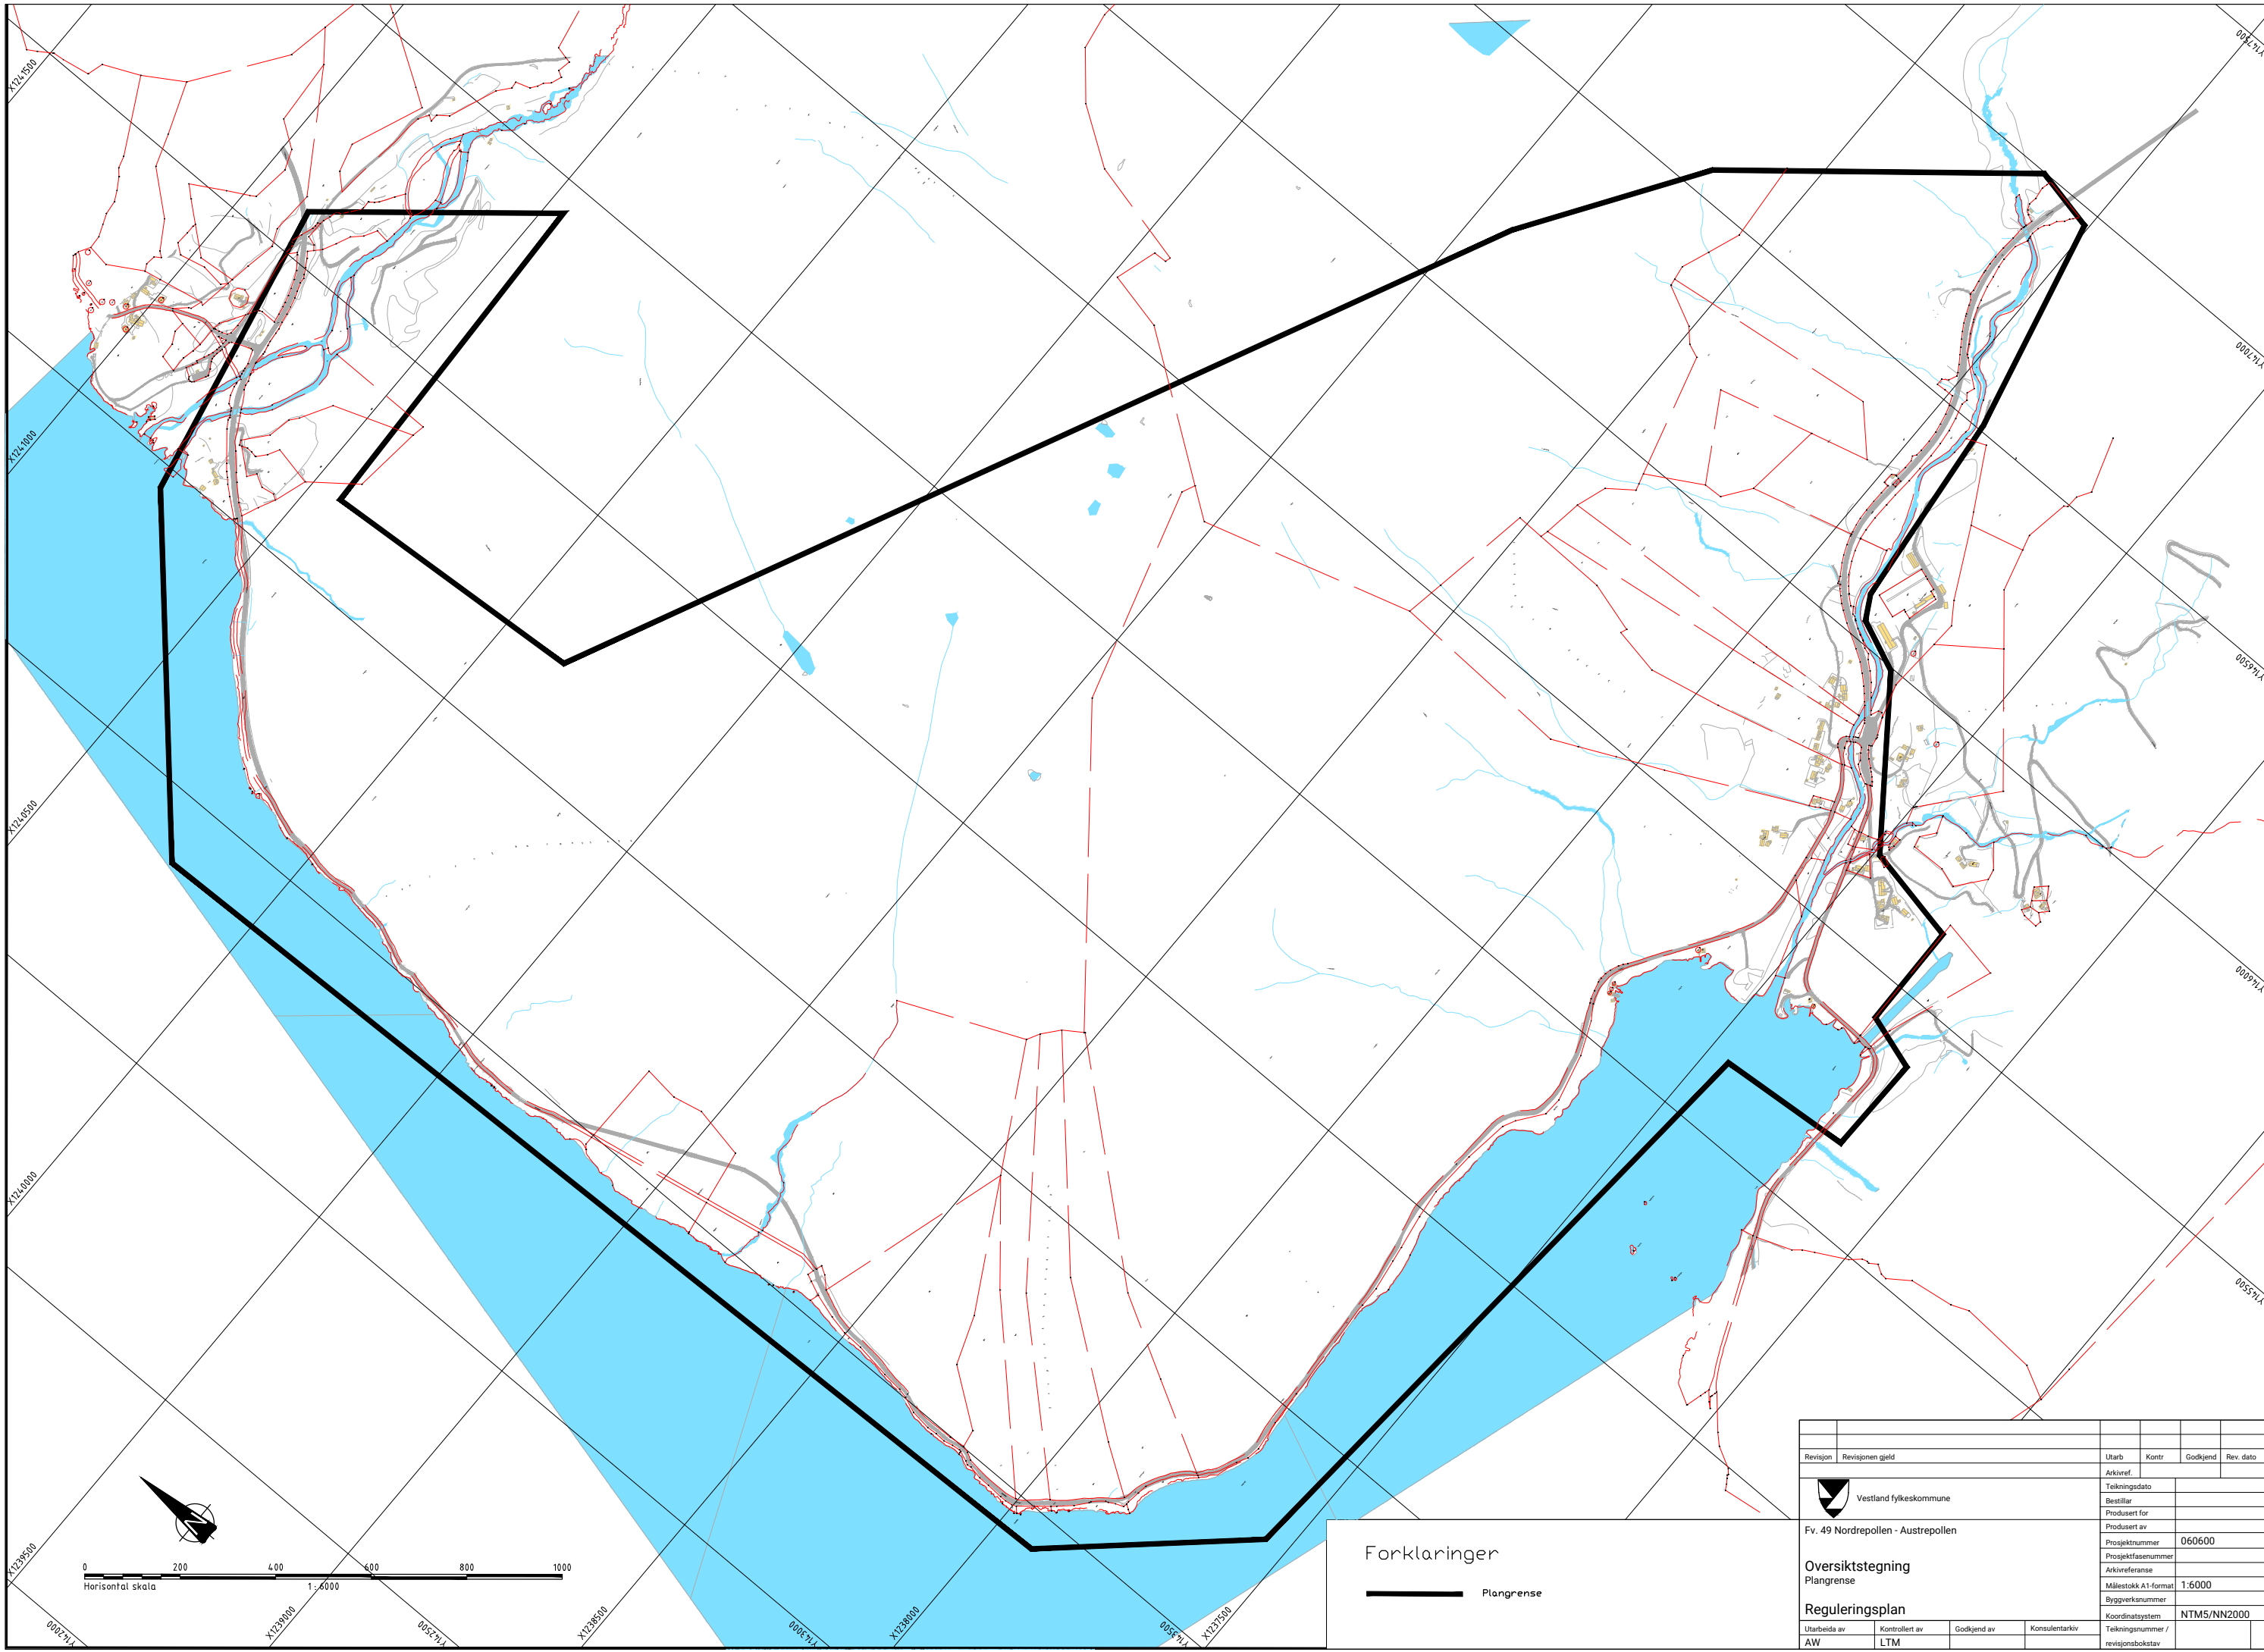 X1241500
Y147500
X1241000
Y147000
X1240500
Y146500
X1240000
Y146000
X1239500
Y145500
N
0 200 400 600 800 1000
Horisontal skala 1:6000
Y142000
X1239000
Y142500
X1238500
Y143000
X1238000
Y143500
X1237500
Forklaringer
Plangrense
Revisjon Revisjonen gjeld Utarb Kontr Godkjend Rev. dato
Arkivref.
Vestland fylkeskommune
Teikningsdato
Bestillar
Produsert for
Fv. 49 Nordrepollen - Austrepollen
Produsert av
Prosjektnummer 060600
Prosjektfasenummer
Oversiktstegning
Arkivreferanse
Plangrense
Målestokk A1-format 1:6000
Byggverksnummer
Reguleringsplan
Koordinatsystem NTM5/NN2000
Utarbeida av Kontrollert av Godkjend av Konsulentarkiv
Teikningsnummer /
revisjonsbokstav
AW LTM